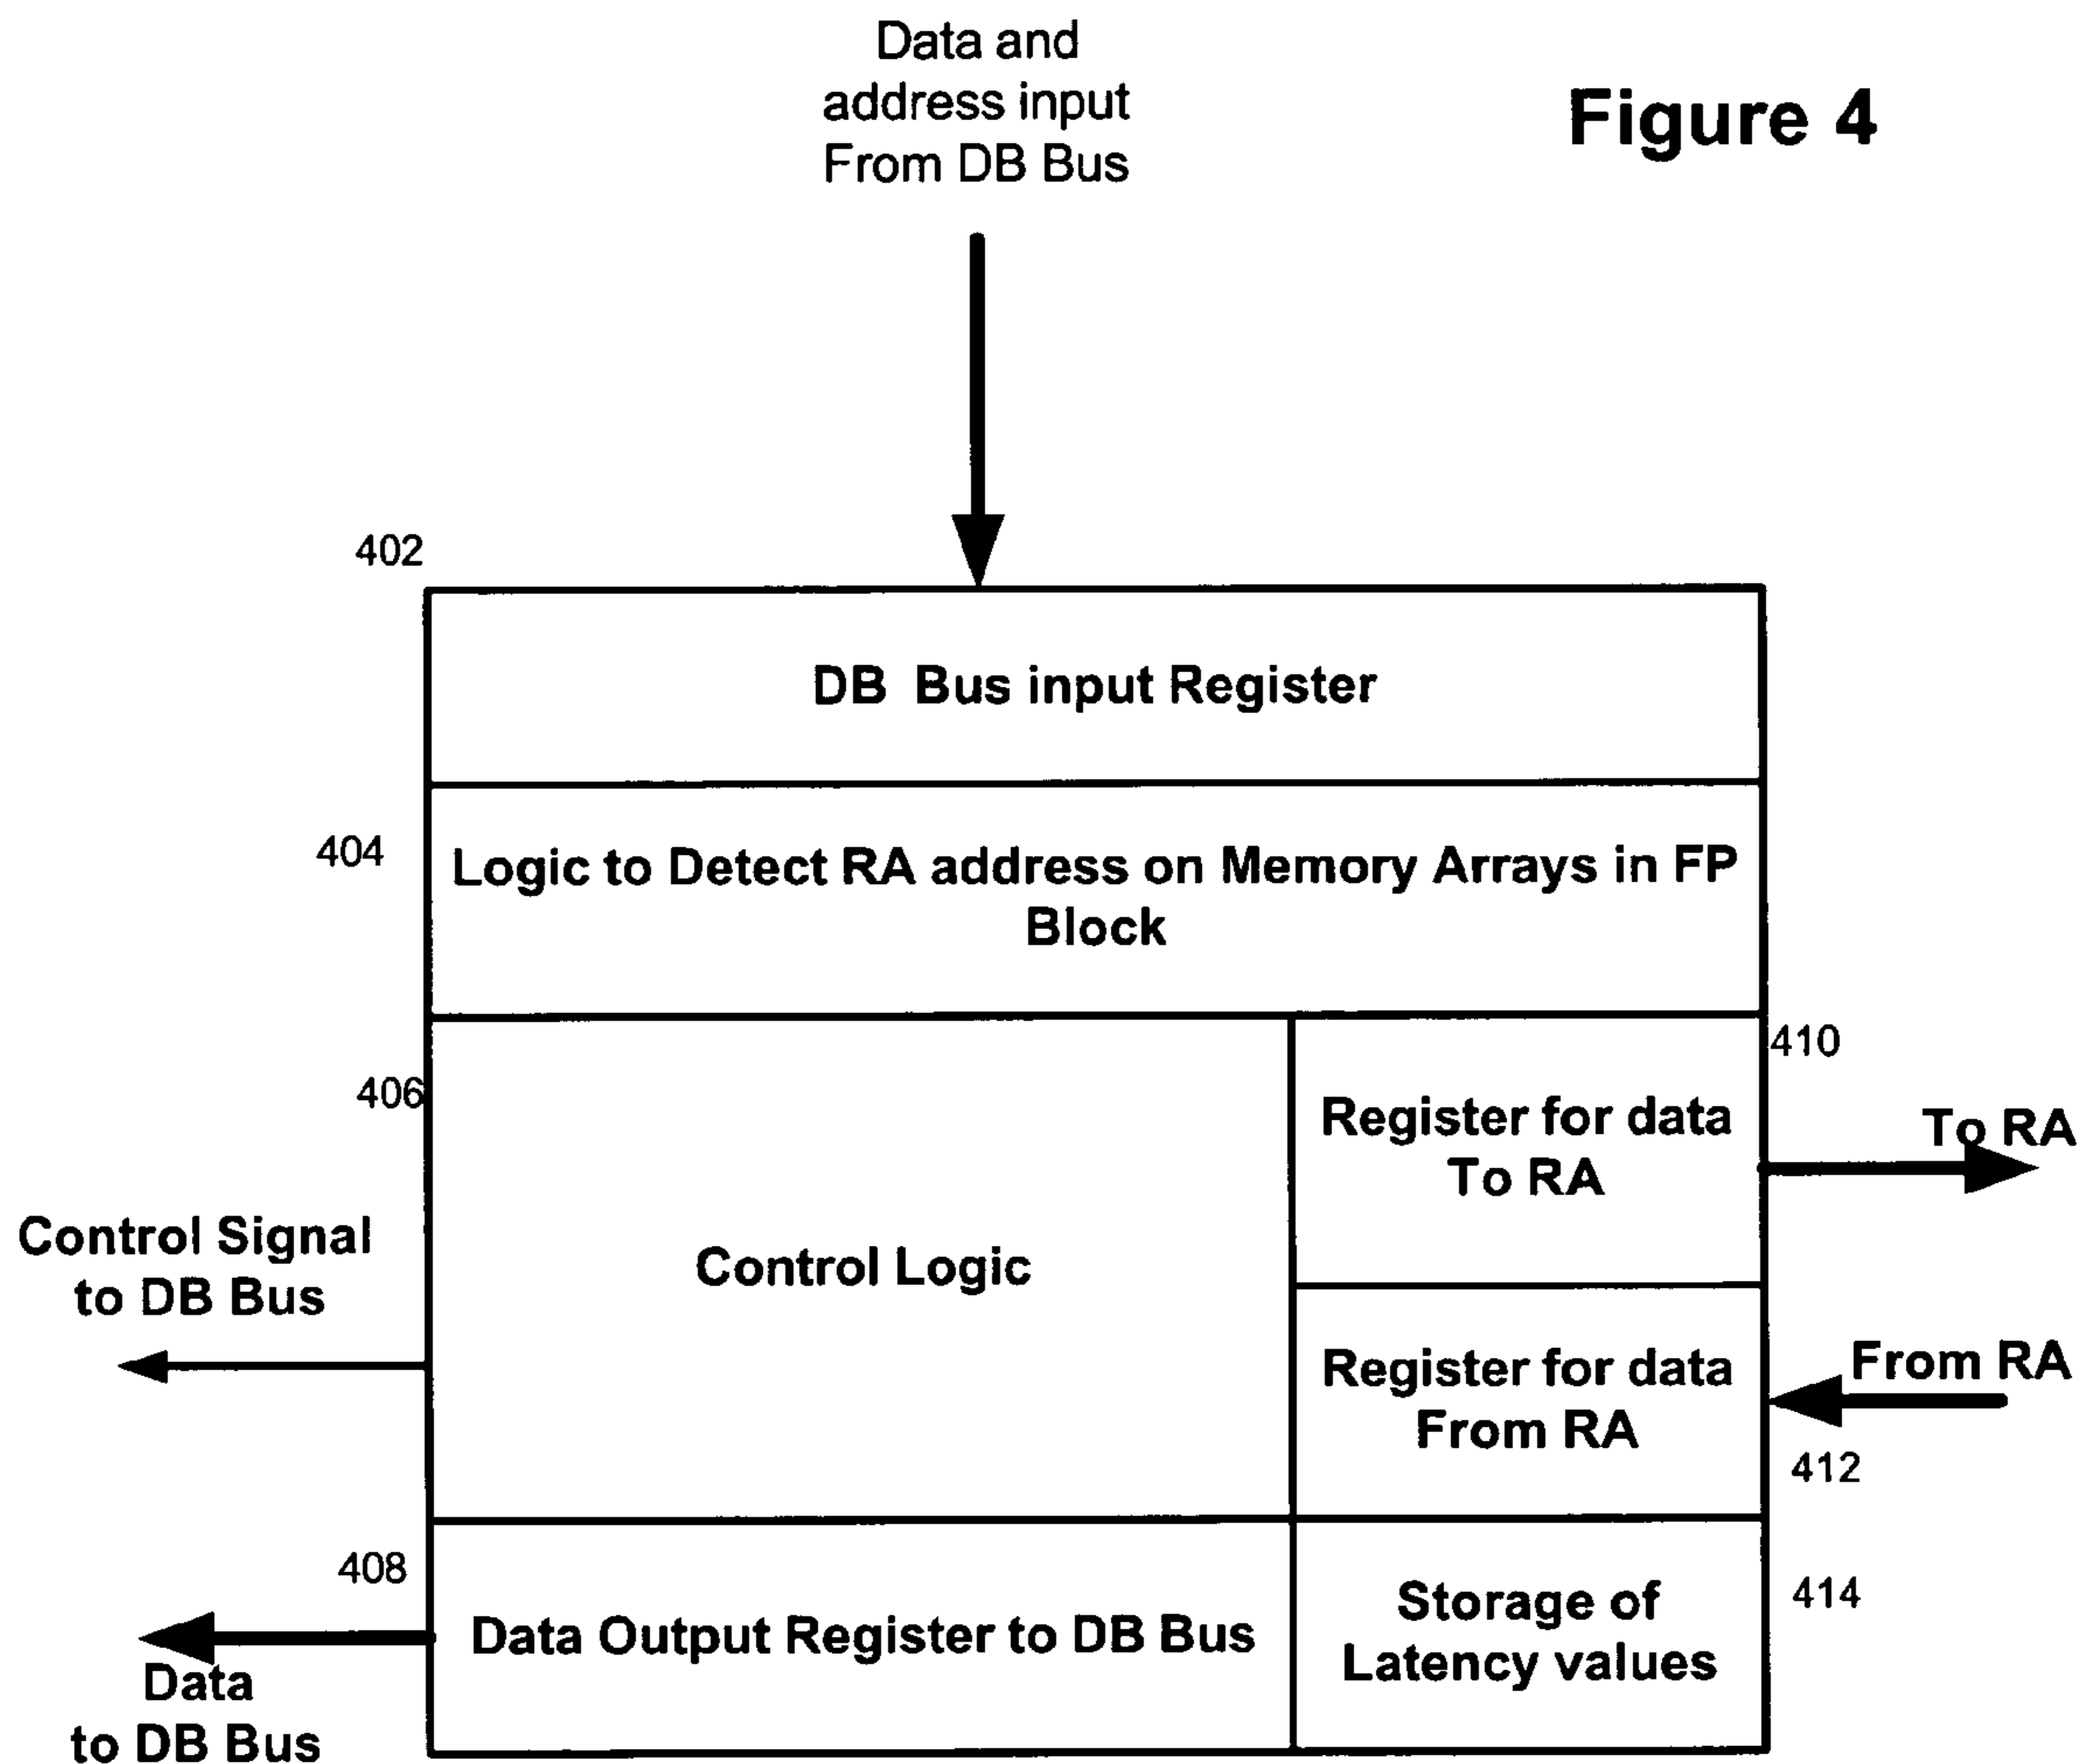 Data and
address input
From DB Bus
Figure 4
402
DB Bus input Register
404
Logic to Detect RA address on Memory Arrays in FP
Block
406
Control Logic
410
Register for data
To RA
To RA
Control Signal
to DB Bus
Register for data
From RA
From RA
412
408
Data Output Register to DB Bus
Data
to DB Bus
Storage of
Latency values
414